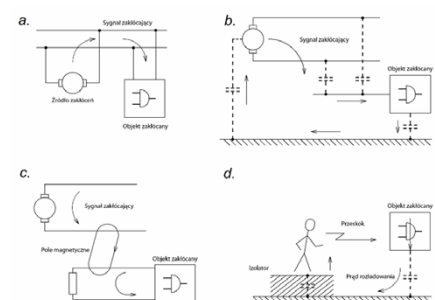 a.
Sygnał zakłócający
Źródło zakłóceń
Objekt zakłócany
b.
Sygnał zakłócający
Objekt zakłócany
c.
Sygnał zakłócający
Pole magnetyczne
Objekt zakłócany
d.
Przeskok
Objekt zakłócany
Izolator
Prąd rozładowania